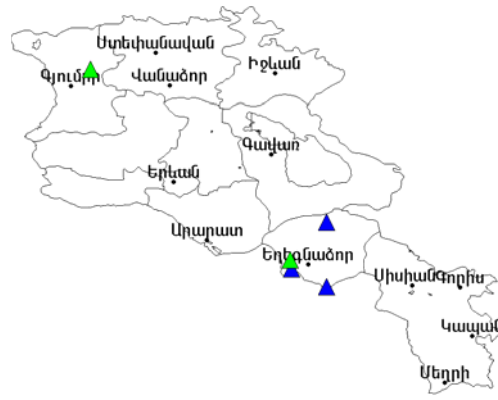 Ստեփանավան
Իջևան
Գյումրի
Վանաձոր
Գավառ
Երևան
Արարատ
Եղեգնաձոր
Սիսիան
Գորիս
Կապան
Մեղրի